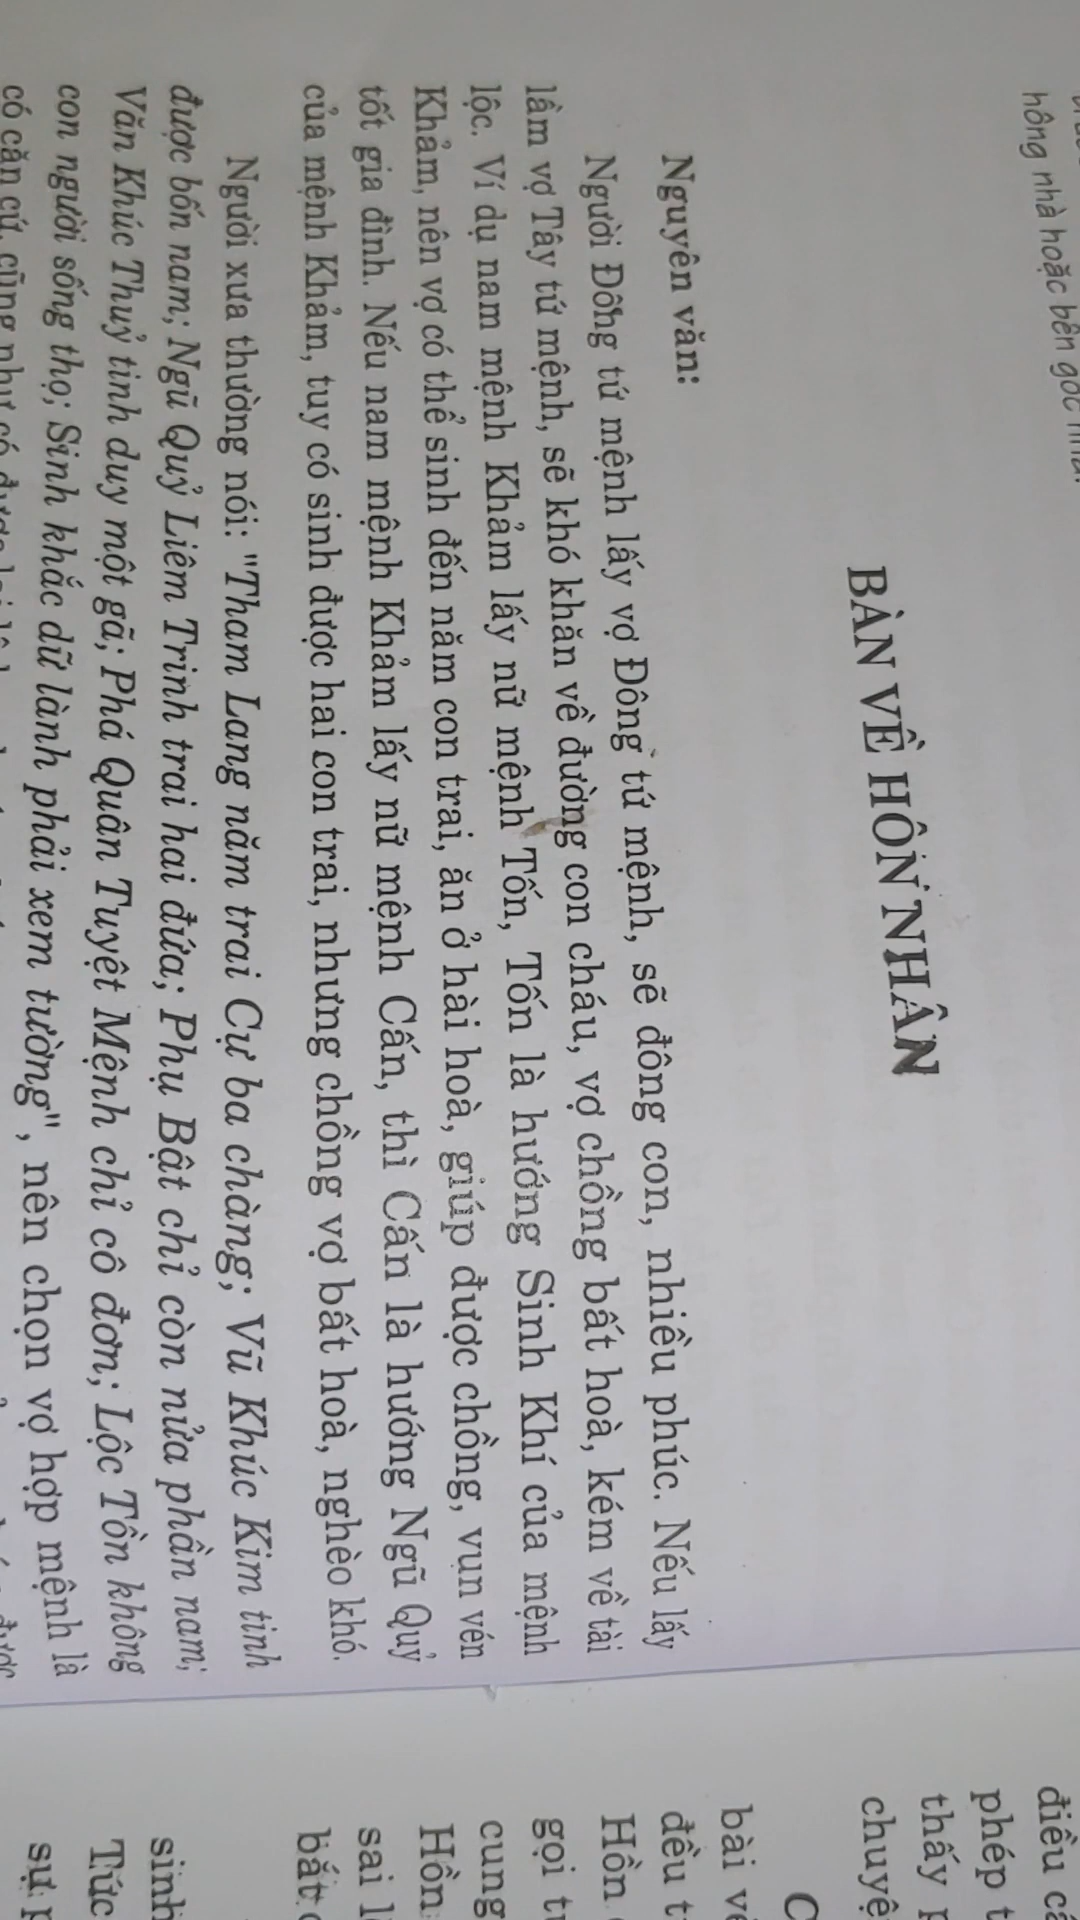 hông nhà hoặc bên góc nhà.
BÀN VỀ HÔN NHÂN
Nguyên văn:
Người Đông tứ mệnh lấy vợ Đông tứ mệnh, sẽ đông con, nhiều phúc. Nếu lấy
lầm vợ Tây tứ mệnh, sẽ khó khăn về đường con cháu, vợ chồng bất hoà, kém về tài
lộc. Ví dụ nam mệnh Khảm lấy nữ mệnh Tốn, Tốn là hướng Sinh Khí của mệnh
Khảm, nên vợ có thể sinh đến năm con trai, ăn ở hài hoà, giúp được chồng, vun vén
tốt gia đình. Nếu nam mệnh Khảm lấy nữ mệnh Cấn, thì Cấn là hướng Ngũ Quỷ
của mệnh Khảm, tuy có sinh được hai con trai, nhưng chồng vợ bất hoà, nghèo khó.
Người xưa thường nói: "Tham Lang năm trai Cự ba chàng; Vũ Khúc Kim tinh
được bốn nam; Ngũ Quỷ Liêm Trinh trai hai đứa; Phụ Bật chỉ còn nửa phần nam;
Văn Khúc Thuỷ tinh duy một gã; Phá Quân Tuyệt Mệnh chỉ cô đơn; Lộc Tồn không
con người sống thọ; Sinh khắc dữ lành phải xem tường", nên chọn vợ hợp mệnh là
có căn cứ, cũng như có được
điều
phép
thấy
chuyệ
bài
đều
Hồn
gọi
cung
Hồn
sai
bắt
sinh
Tức
sự